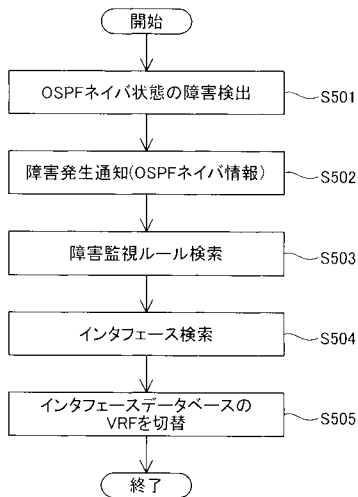 開始
OSPFネイバ状態の障害検出
S501
障害発生通知(OSPFネイバ情報)
S502
障害監視ルール検索
S503
インタフェース検索
S504
インタフェースデータベースの
VRFを切替
S505
終了